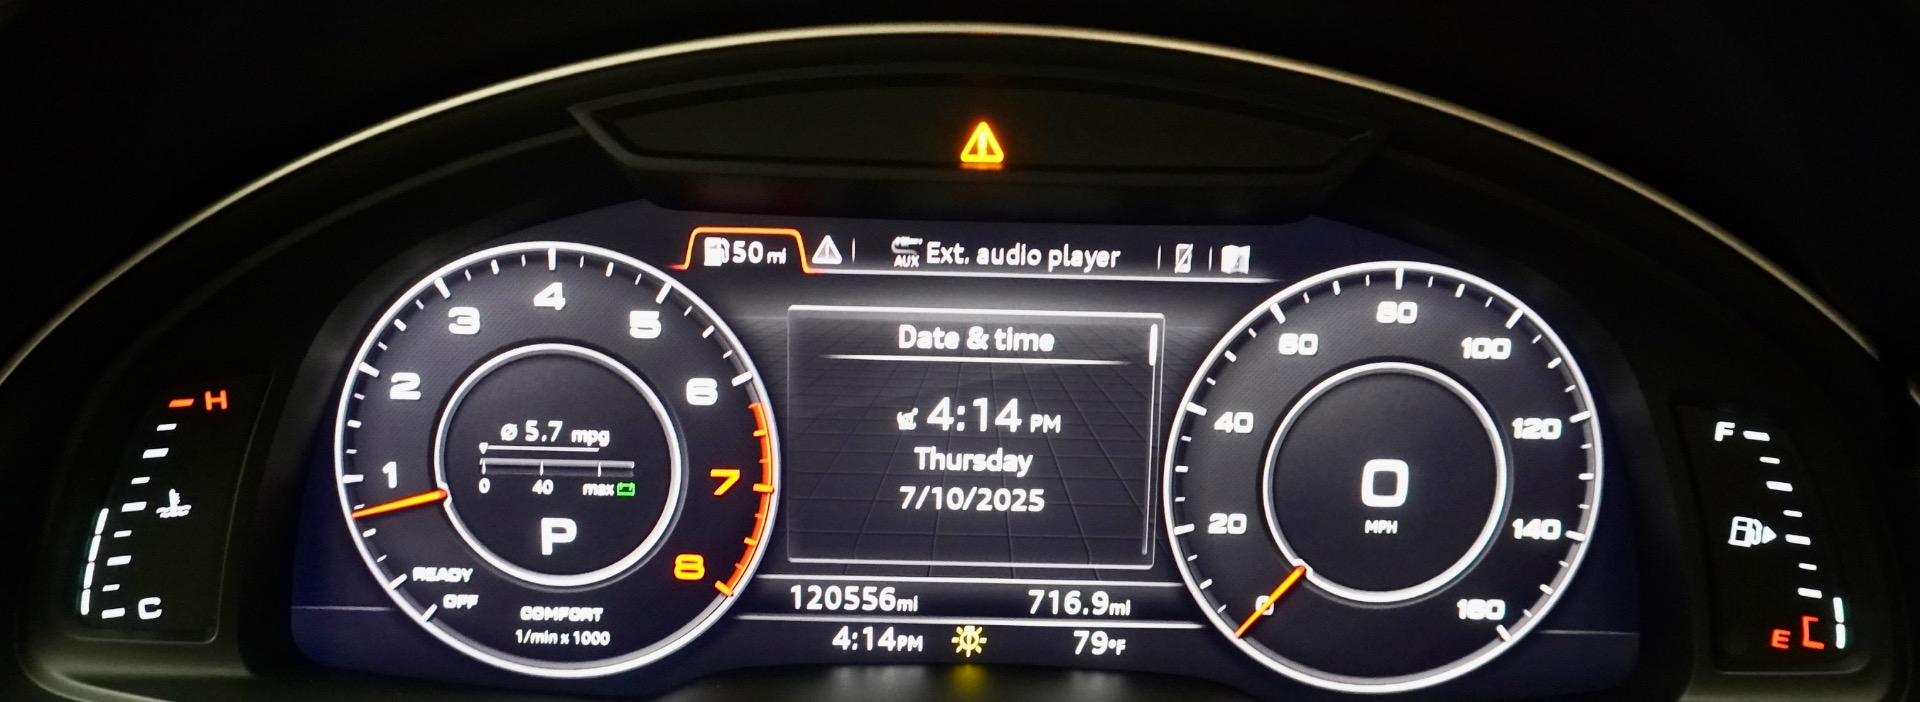 50 mi
AUX Ext. audio player
Date & time
4:14 PM
Thursday
7/10/2025
120556mi 716.9mi
4:14PM 79°F
H
C
1
2
3
4
5
6
7
8
ø 5.7 mpg
0 40 max
P
READY
OFF
COMFORT
1/min x 1000
0
20
40
60
80
100
120
140
160
0
MPH
F
E